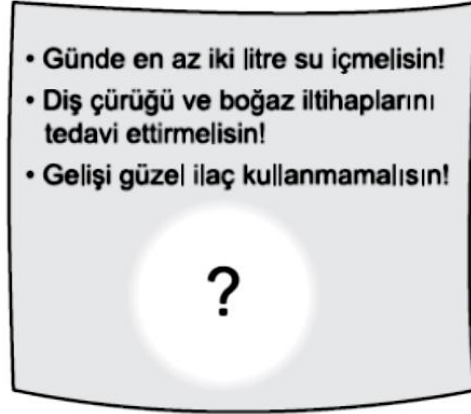 • Günde en az iki litre su içmelisin!
• Diş çürüğü ve boğaz iltihaplarını
tedavi ettirmelisin!
• Gelişi güzel ilaç kullanmamalısın!
?